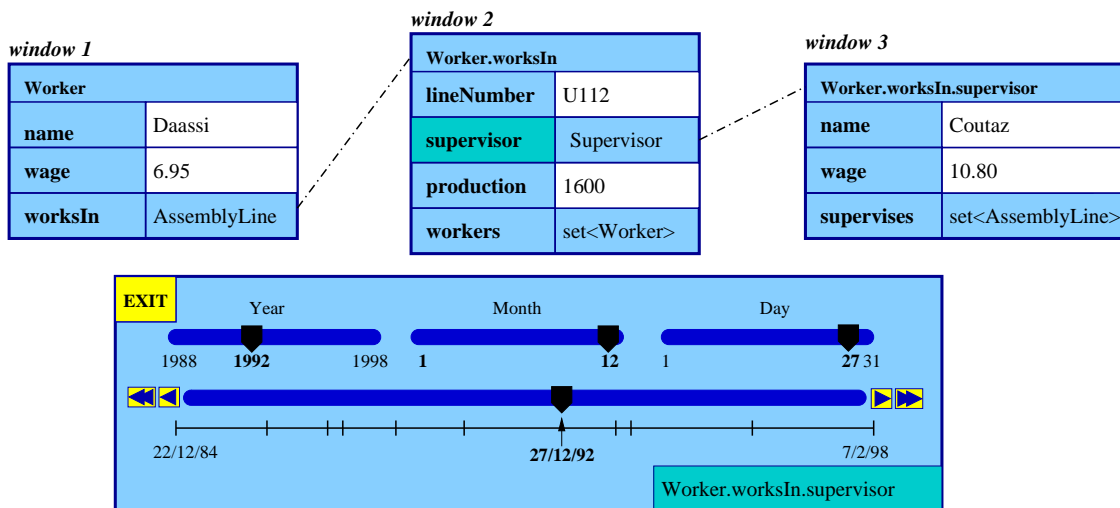 window 1
Worker
name Daassi
wage 6.95
worksIn AssemblyLine
window 2
Worker.worksIn
lineNumber U112
supervisor Supervisor
production 1600
workers set<Worker>
window 3
Worker.worksIn.supervisor
name Coutaz
wage 10.80
supervises set<AssemblyLine>
EXIT
Year Month Day
1988 1992 1998 1 12 1 27 31
22/12/84 27/12/92 7/2/98
Worker.worksIn.supervisor